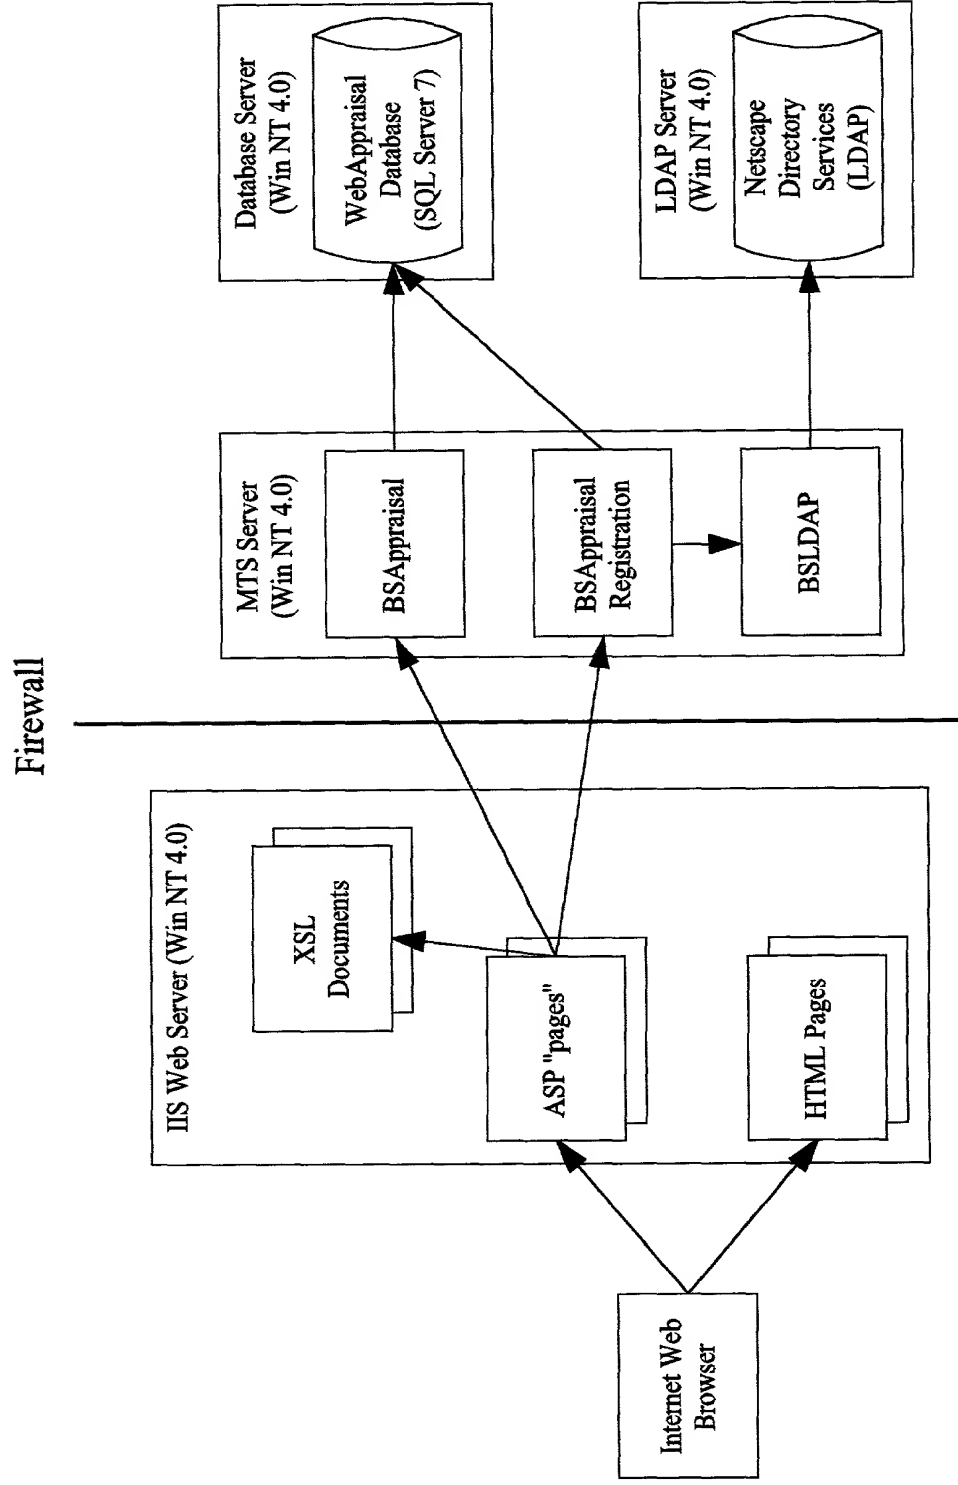 Firewall
IIS Web Server (Win NT 4.0)
XSL
Documents
ASP "pages"
HTML Pages
Internet Web
Browser
MTS Server
(Win NT 4.0)
BSAppraisal
BSAppraisal
Registration
BSLDAP
Database Server
(Win NT 4.0)
WebAppraisal
Database
(SQL Server 7)
LDAP Server
(Win NT 4.0)
Netscape
Directory
Services
(LDAP)